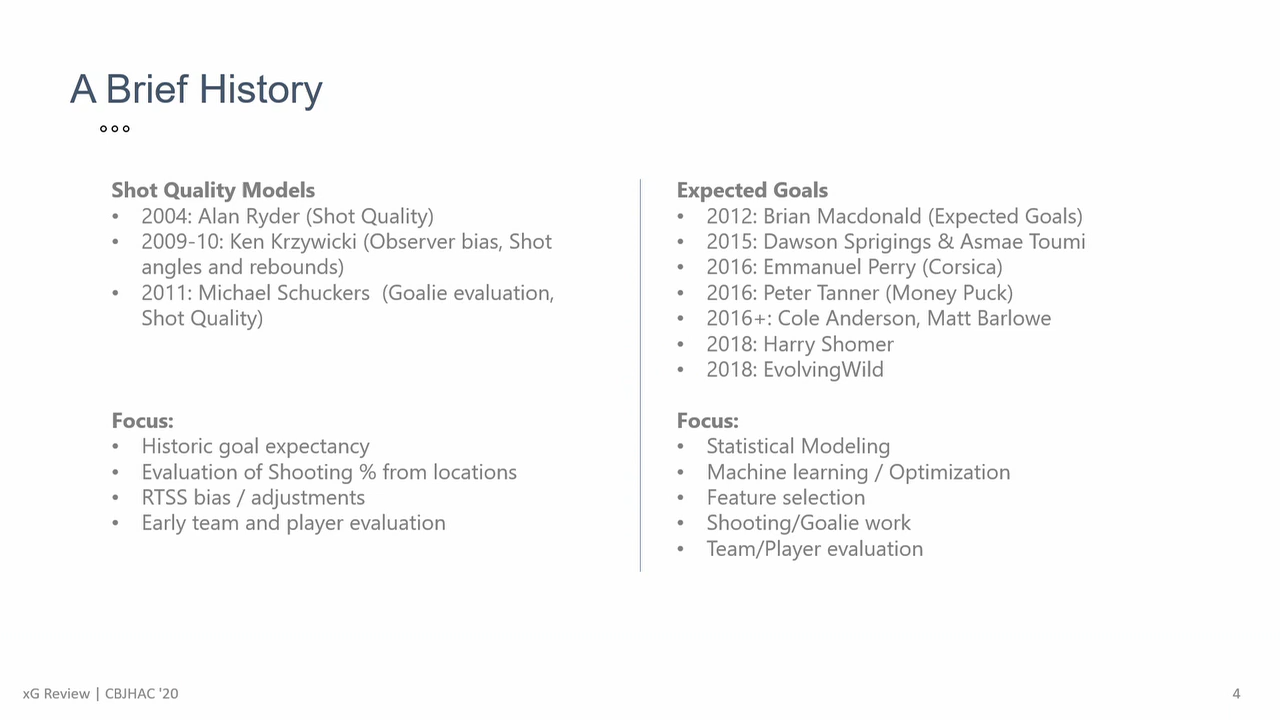 A Brief History
Shot Quality Models
• 2004: Alan Ryder (Shot Quality)
• 2009-10: Ken Krzywicki (Observer bias, Shot
angles and rebounds)
• 2011: Michael Schuckers (Goalie evaluation,
Shot Quality)
Focus:
• Historic goal expectancy
• Evaluation of Shooting % from locations
• RTSS bias / adjustments
• Early team and player evaluation
Expected Goals
• 2012: Brian Macdonald (Expected Goals)
• 2015: Dawson Sprigings & Asmae Toumi
• 2016: Emmanuel Perry (Corsica)
• 2016: Peter Tanner (Money Puck)
• 2016+: Cole Anderson, Matt Barlowe
• 2018: Harry Shomer
• 2018: EvolvingWild
Focus:
• Statistical Modeling
• Machine learning / Optimization
• Feature selection
• Shooting/Goalie work
• Team/Player evaluation
xG Review | CBJHAC '20
4